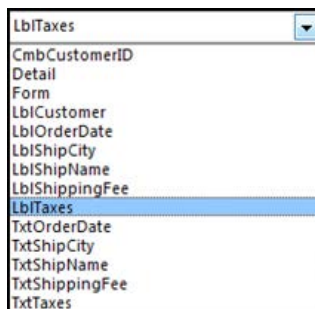 LblTaxes
CmbCustomerID
Detail
Form
LblCustomer
LblOrderDate
LblShipCity
LblShipName
LblShippingFee
LblTaxes
TxtOrderDate
TxtShipCity
TxtShipName
TxtShippingFee
TxtTaxes